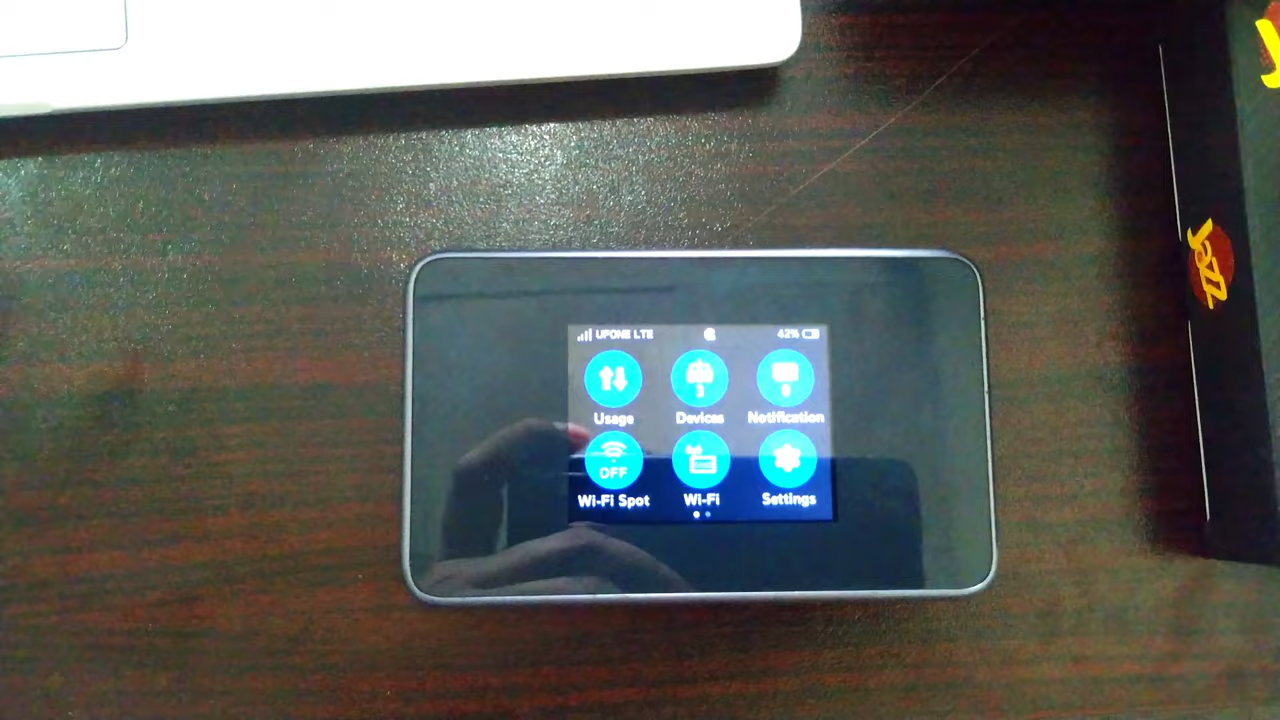 UFONE LTE 42%
Usage Devices Notification
OFF
Wi-Fi Spot Wi-Fi Settings
Jazz